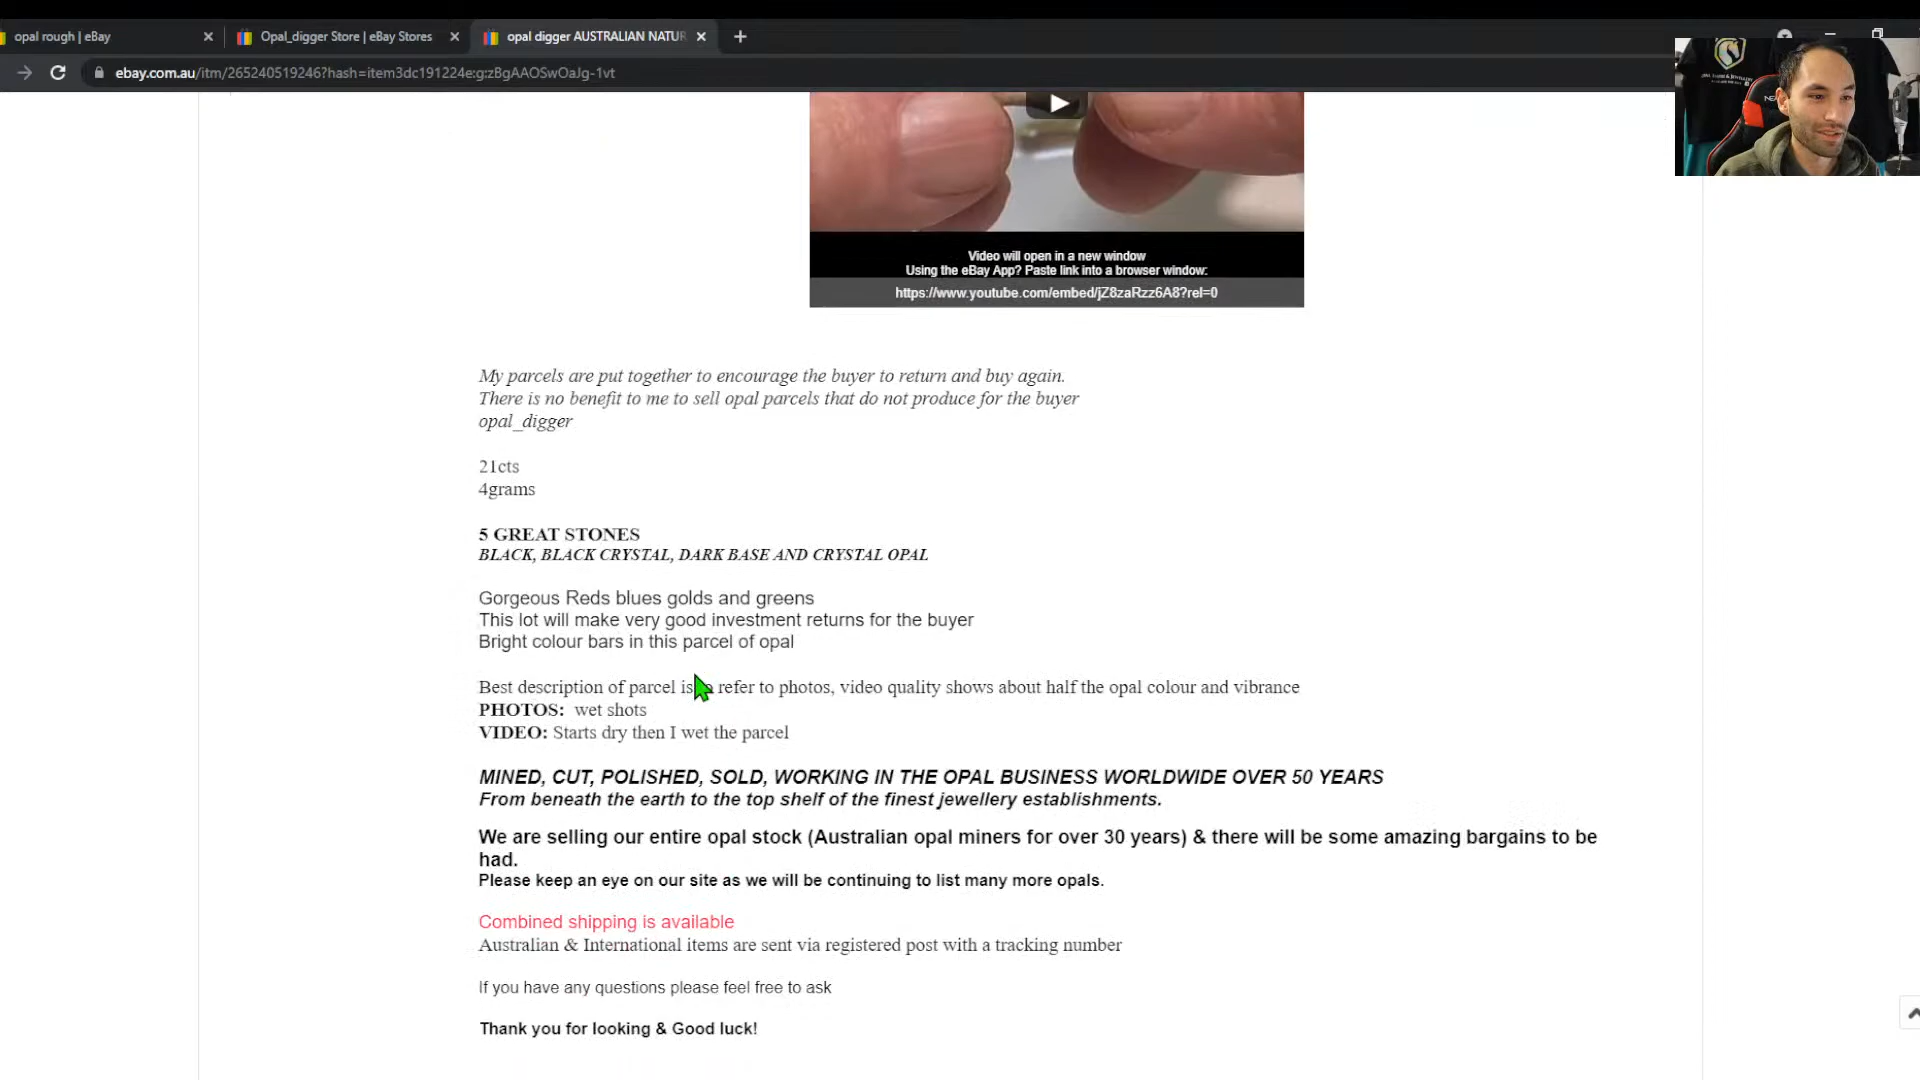 opal rough | eBay
Opal_digger Store | eBay Stores
opal digger AUSTRALIAN NATUR
ebay.com.au/itm/265240519246?hash=item3dc191224e:g:zBgAAOSwOaJg-1vt
Video will open in a new window
Using the eBay App? Paste link into a browser window:
https://www.youtube.com/embed/jZ8zaRzz6A8?rel=0
My parcels are put together to encourage the buyer to return and buy again.
There is no benefit to me to sell opal parcels that do not produce for the buyer
opal_digger
21cts
4grams
5 GREAT STONES
BLACK, BLACK CRYSTAL, DARK BASE AND CRYSTAL OPAL
Gorgeous Reds blues golds and greens
This lot will make very good investment returns for the buyer
Bright colour bars in this parcel of opal
Best description of parcel is refer to photos, video quality shows about half the opal colour and vibrance
PHOTOS: wet shots
VIDEO: Starts dry then I wet the parcel
MINED, CUT, POLISHED, SOLD, WORKING IN THE OPAL BUSINESS WORLDWIDE OVER 50 YEARS
From beneath the earth to the top shelf of the finest jewellery establishments.
We are selling our entire opal stock (Australian opal miners for over 30 years) & there will be some amazing bargains to be
had.
Please keep an eye on our site as we will be continuing to list many more opals.
Combined shipping is available
Australian & International items are sent via registered post with a tracking number
If you have any questions please feel free to ask
Thank you for looking & Good luck!